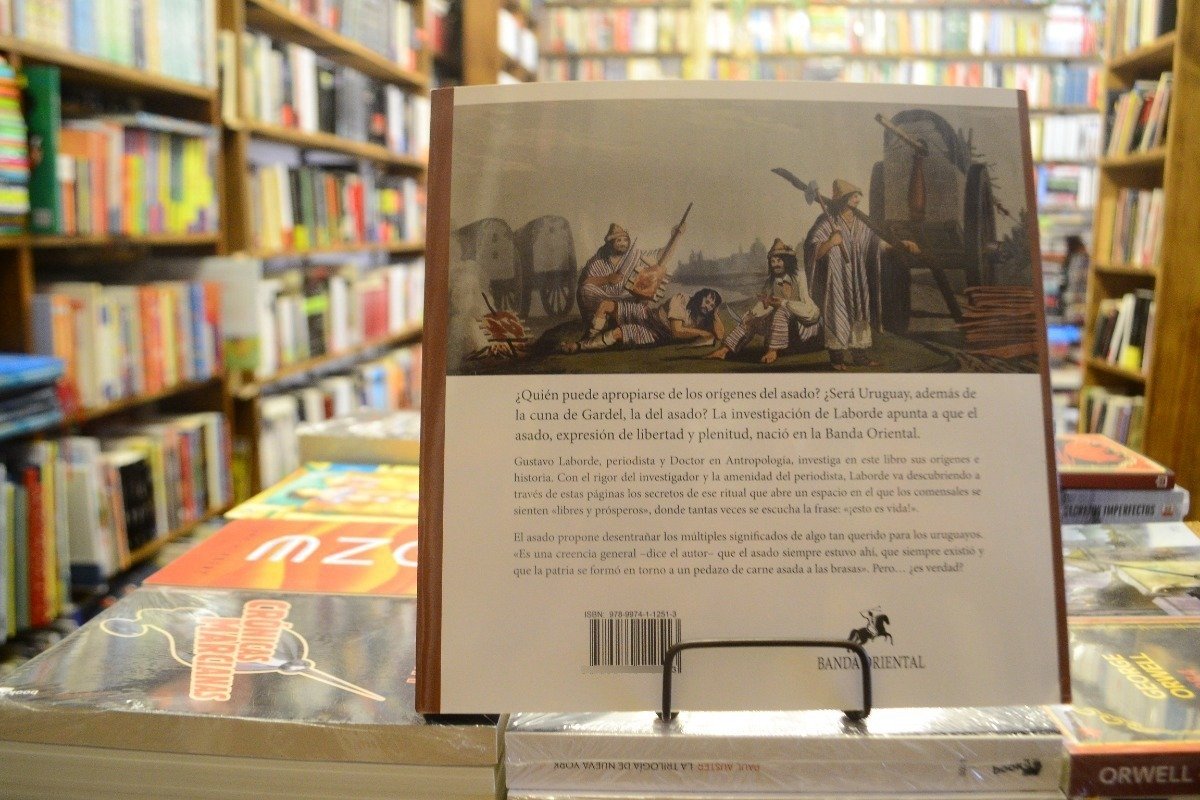 ¿Quién puede apropiarse de los orígenes del asado? ¿Será Uruguay, además de
la cuna de Gardel, la del asado? La investigación de Laborde apunta a que el
asado, expresión de libertad y plenitud, nació en la Banda Oriental.
Gustavo Laborde, periodista y Doctor en Antropología, investiga en este libro sus orígenes e
historia. Con el rigor del investigador y la amenidad del periodista, Laborde va descubriendo a
través de estas páginas los secretos de ese ritual que abre un espacio en el que los comensales se
sienten «libres y prósperos», donde tantas veces se escucha la frase: «¡esto es vida!».
El asado propone desentrañar los múltiples significados de algo tan querido para los uruguayos.
«Es una creencia general –dice el autor– que el asado siempre estuvo ahí, que siempre existió y
que la patria se formó en torno a un pedazo de carne asada a las brasas». Pero... ¿es verdad?
ISBN: 978-9974-1-1251-3
BANDA ORIENTAL
CRÓNICAS
MARCIANAS
PAUL AUSTER LA TRILOGÍA DE NUEVA YORK
IMPERFECTOS
GEORGE
ORWELL
ORWELL